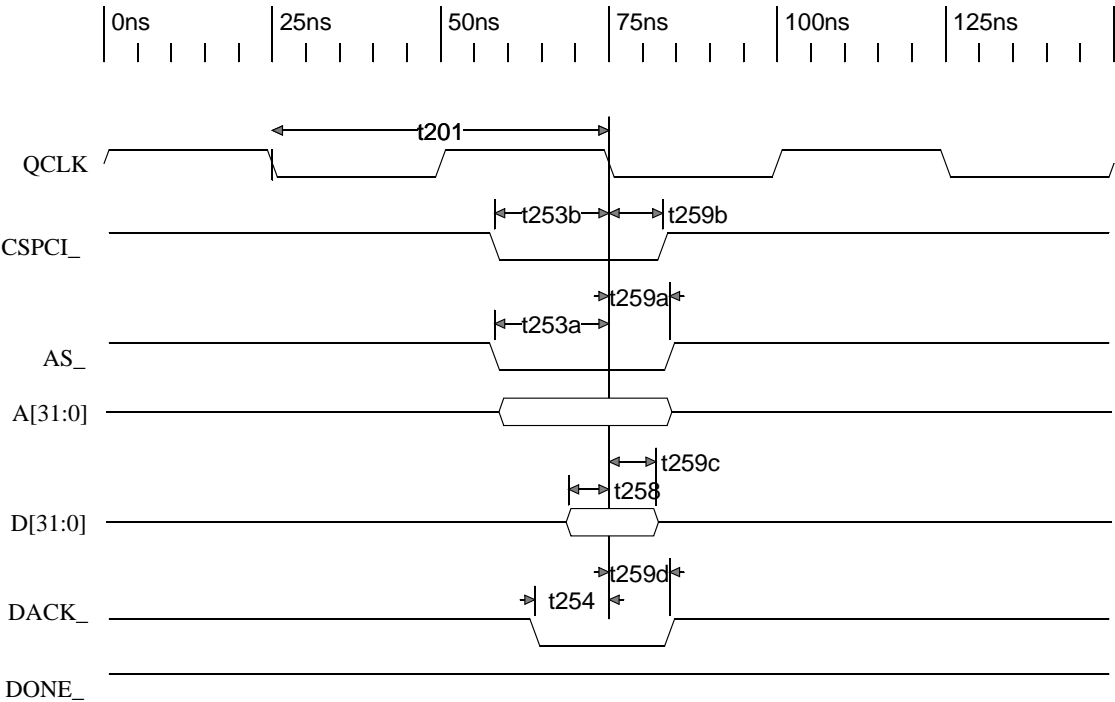 0ns 25ns 50ns 75ns 100ns 125ns
t201
QCLK
t253b t259b
CSPCI_
t259a
t253a
AS_
A[31:0]
t259c
t258
D[31:0]
t259d
t254
DACK_
DONE_